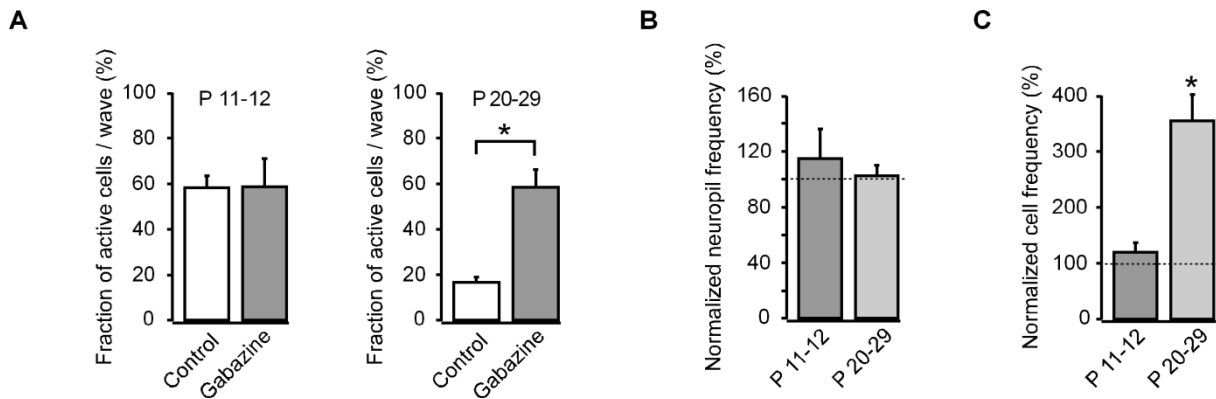 A
Fraction of active cells / wave (%)
100
80
60
40
20
0
P 11-12
Control
Gabazine
Fraction of active cells / wave (%)
100
80
60
40
20
0
P 20-29
*
Control
Gabazine
B
Normalized neuropil frequency (%)
160
120
80
40
0
P 11-12
P 20-29
C
Normalized cell frequency (%)
400
300
200
100
0
*
P 11-12
P 20-29